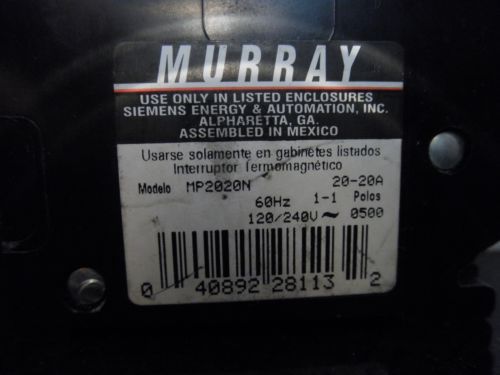 MURRAY
USE ONLY IN LISTED ENCLOSURES
SIEMENS ENERGY & AUTOMATION, INC.
ALPHARETTA, GA.
ASSEMBLED IN MEXICO
Usarse solamente en gabinetes listados
Interruptor Termomagnético
Modelo MP2020N 20-20A
60Hz 1-1 Polos
120/240V ~ 0500
0 40892 28113 2